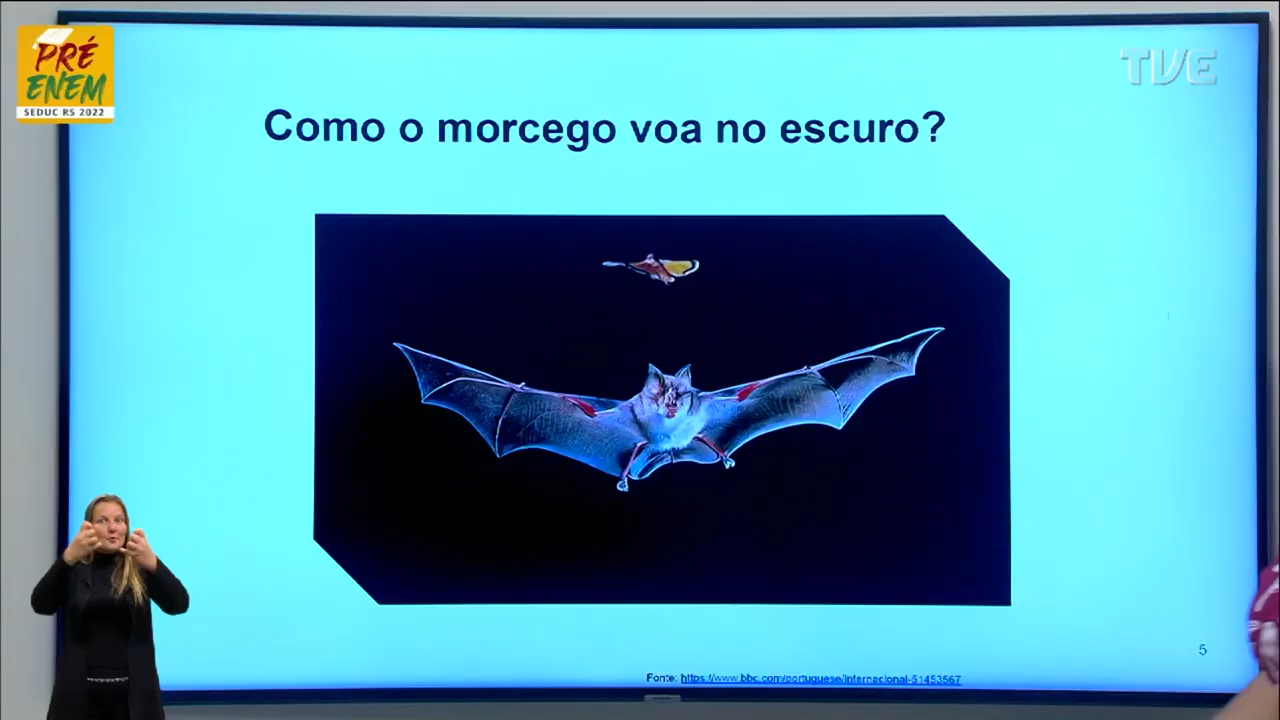 PRÉ
ENEM
SEDUC RS 2022
TVE
Como o morcego voa no escuro?
5
Fonte: https://www.bbc.com/portuguese/internacional-51453567